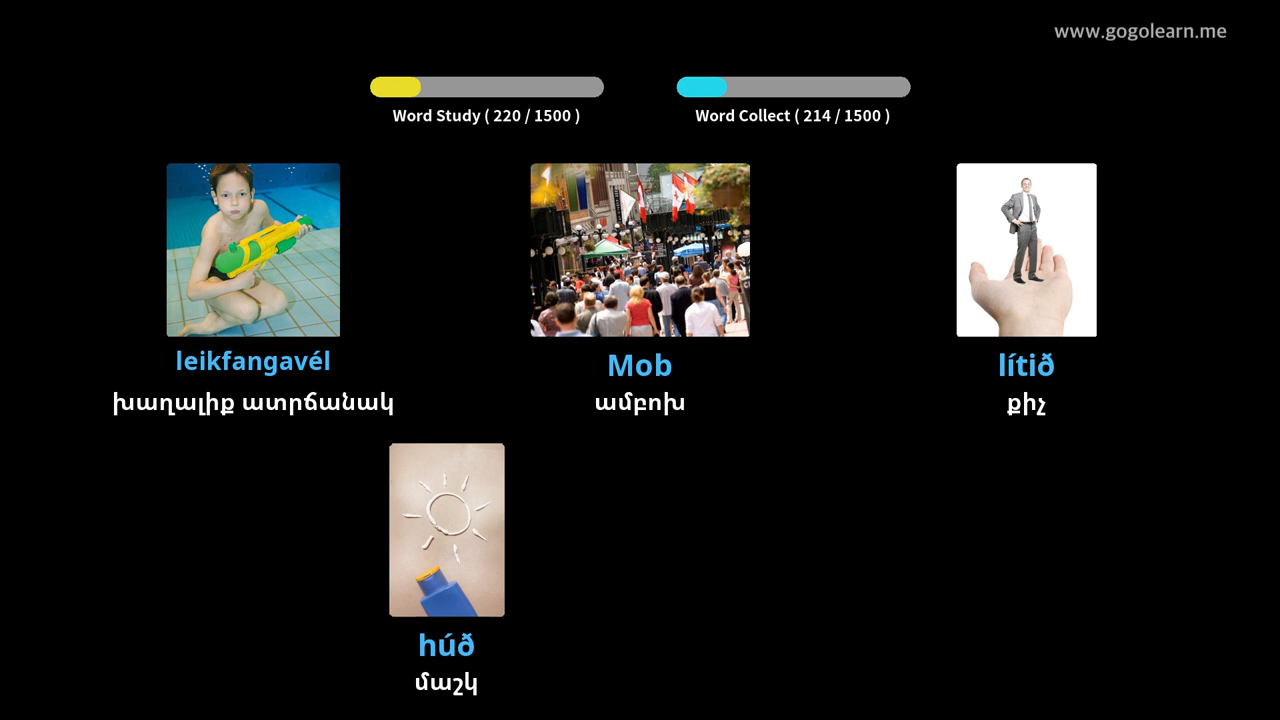 www.gogolearn.me
Word Study ( 220 / 1500 )
Word Collect ( 214 / 1500 )
leikfangavél
Mob
lítið
խաղալիք ատրճանակ
ամբոխ
քիչ
húð
մաշկ